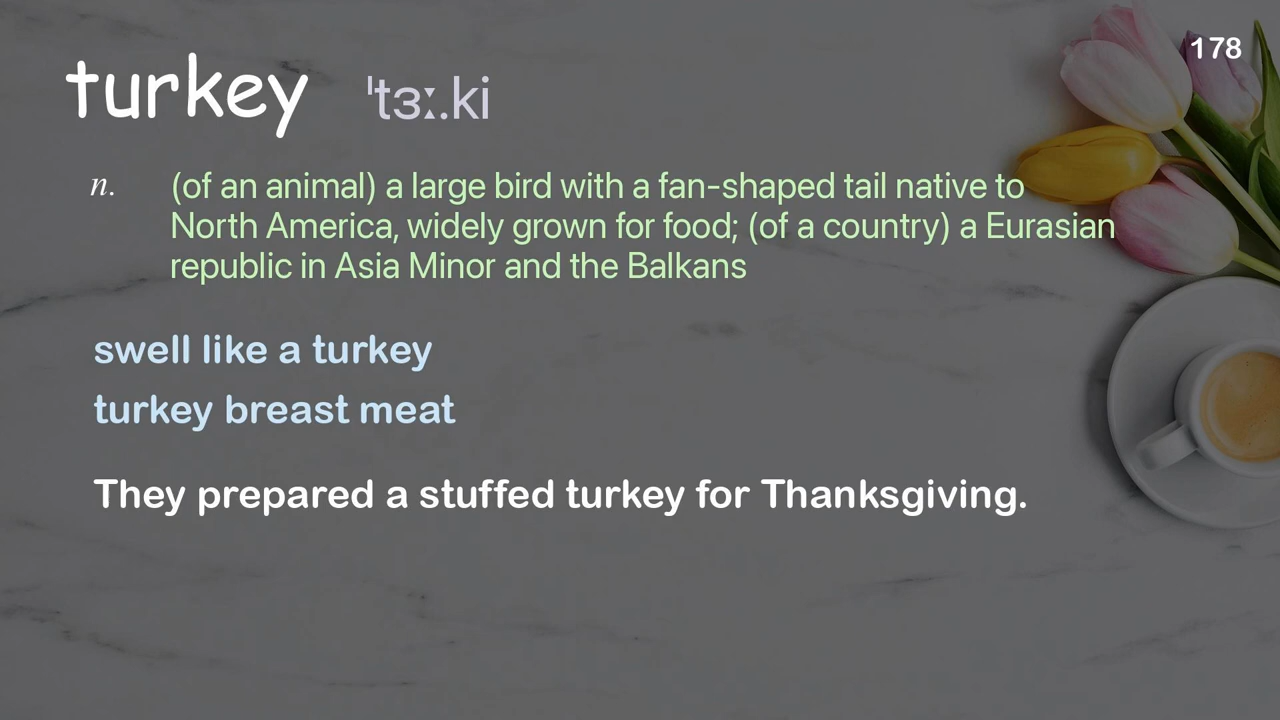 178
turkey ˈtɜː.ki
n. (of an animal) a large bird with a fan-shaped tail native to
North America, widely grown for food; (of a country) a Eurasian
republic in Asia Minor and the Balkans
swell like a turkey
turkey breast meat
They prepared a stuffed turkey for Thanksgiving.